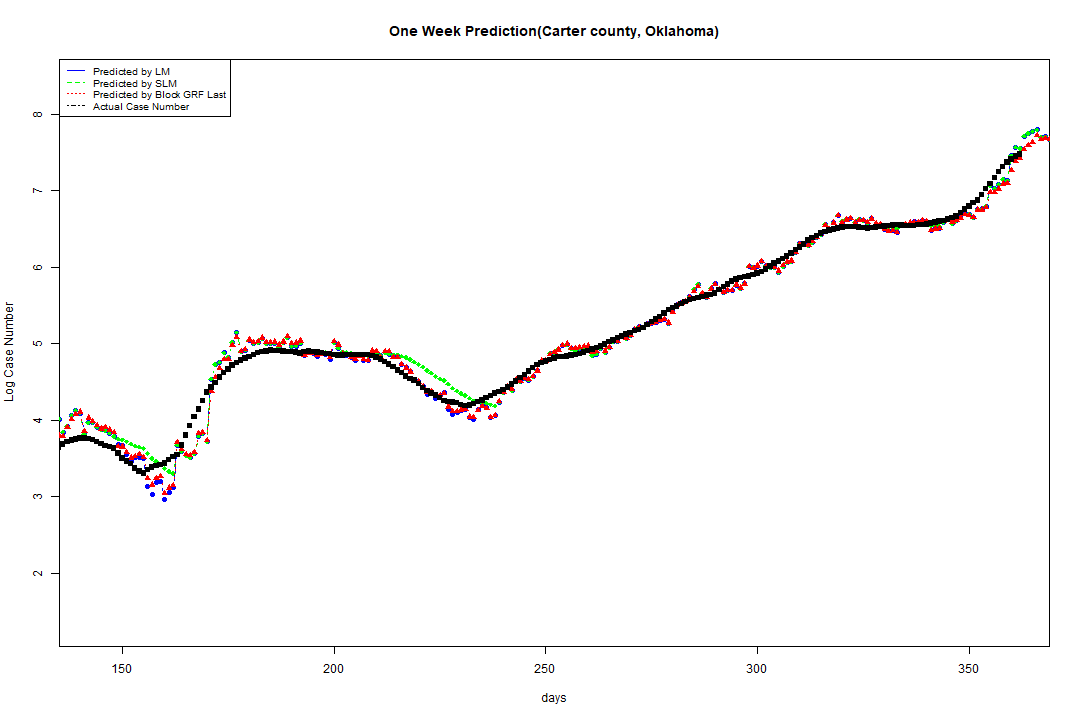 One Week Prediction(Carter county, Oklahoma)
Predicted by LM
Predicted by SLM
Predicted by Block GRF Last
Actual Case Number
8
7
6
5
4
3
2
Log Case Number
150 200 250 300 350
days